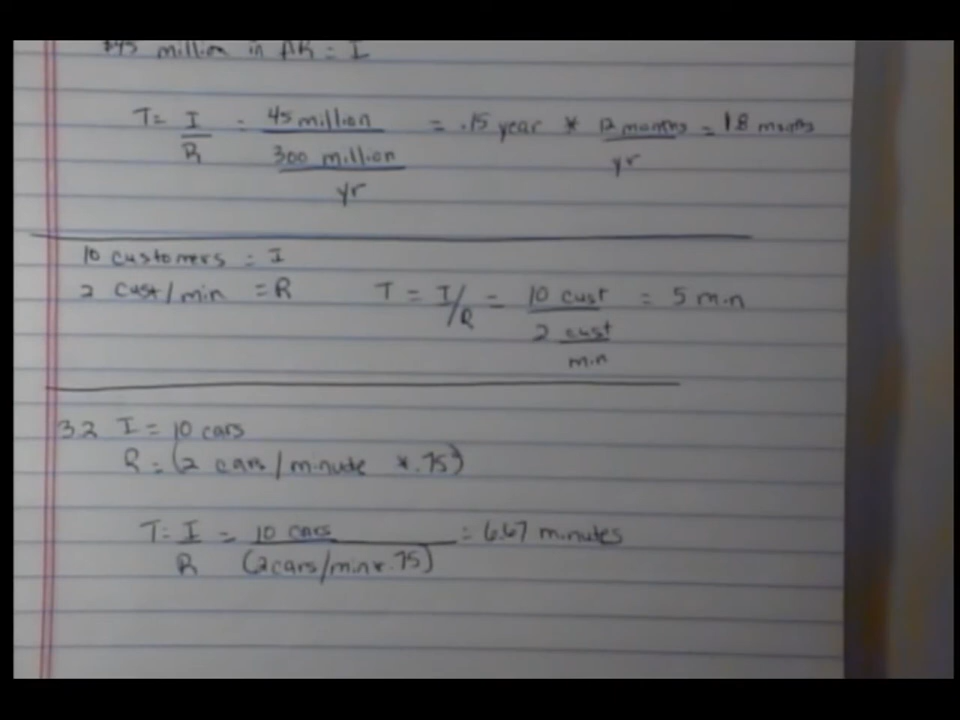 $45 million in AR = I
T = I = 45 million = .15 year * 12 months = 1.8 months
R 300 million yr
yr
10 customers = I
2 cust/min = R T = I/R = 10 cust = 5 min
2 cust
min
3.2 I = 10 cars
R = (2 cars/minute * .75)
T = I = 10 cars = 6.67 minutes
R (2 cars/min * .75)